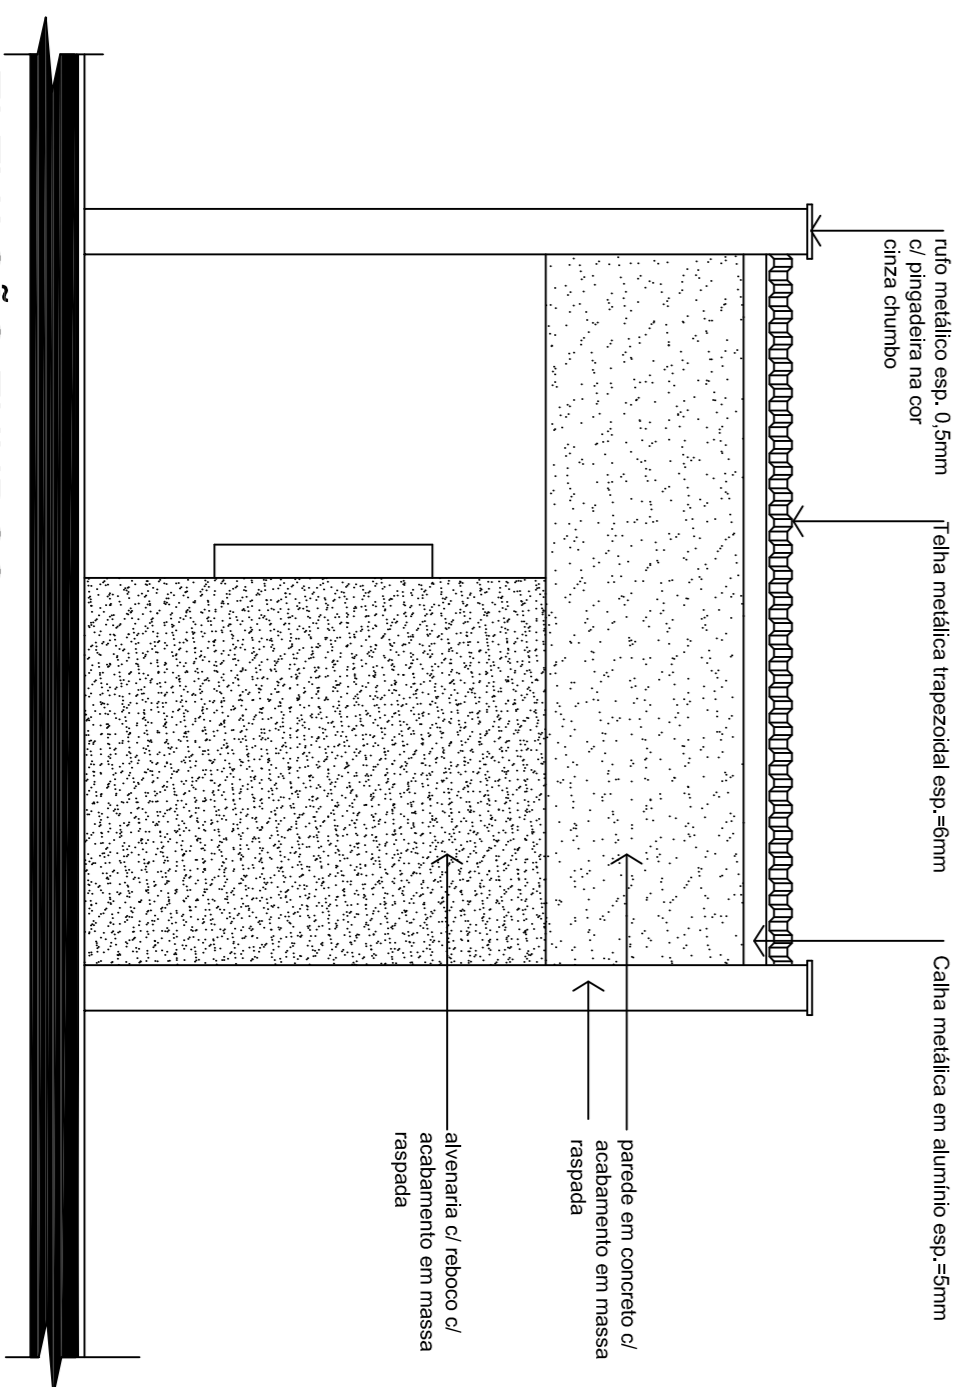 rufo metálico esp. 0,5mm
c/ pingadeira na cor
cinza chumbo
Telha metálica trapezoidal esp.=6mm
Calha metálica em alumínio esp.=5mm
parede em concreto c/
acabamento em massa
raspada
alvenaria c/ reboco c/
acabamento em massa
raspada